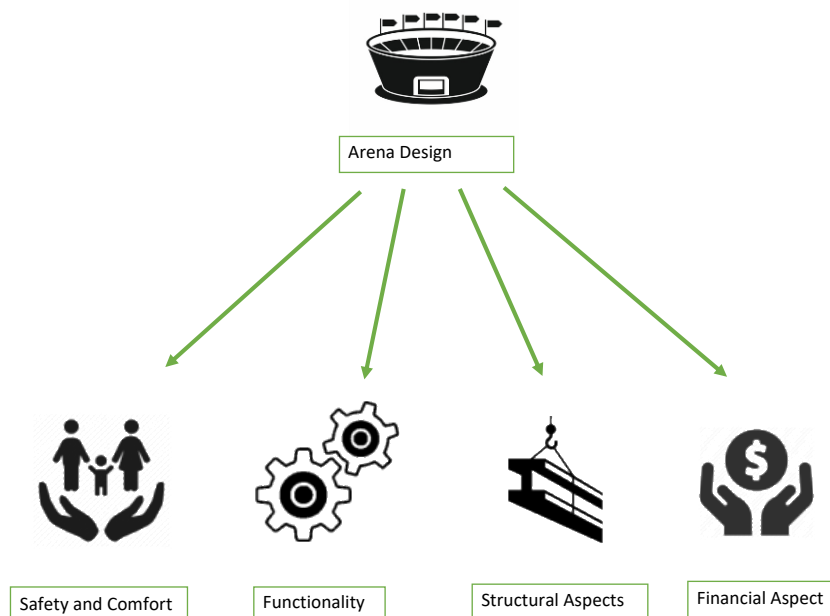 Arena Design
Safety and Comfort
Functionality
Structural Aspects
Financial Aspect
$